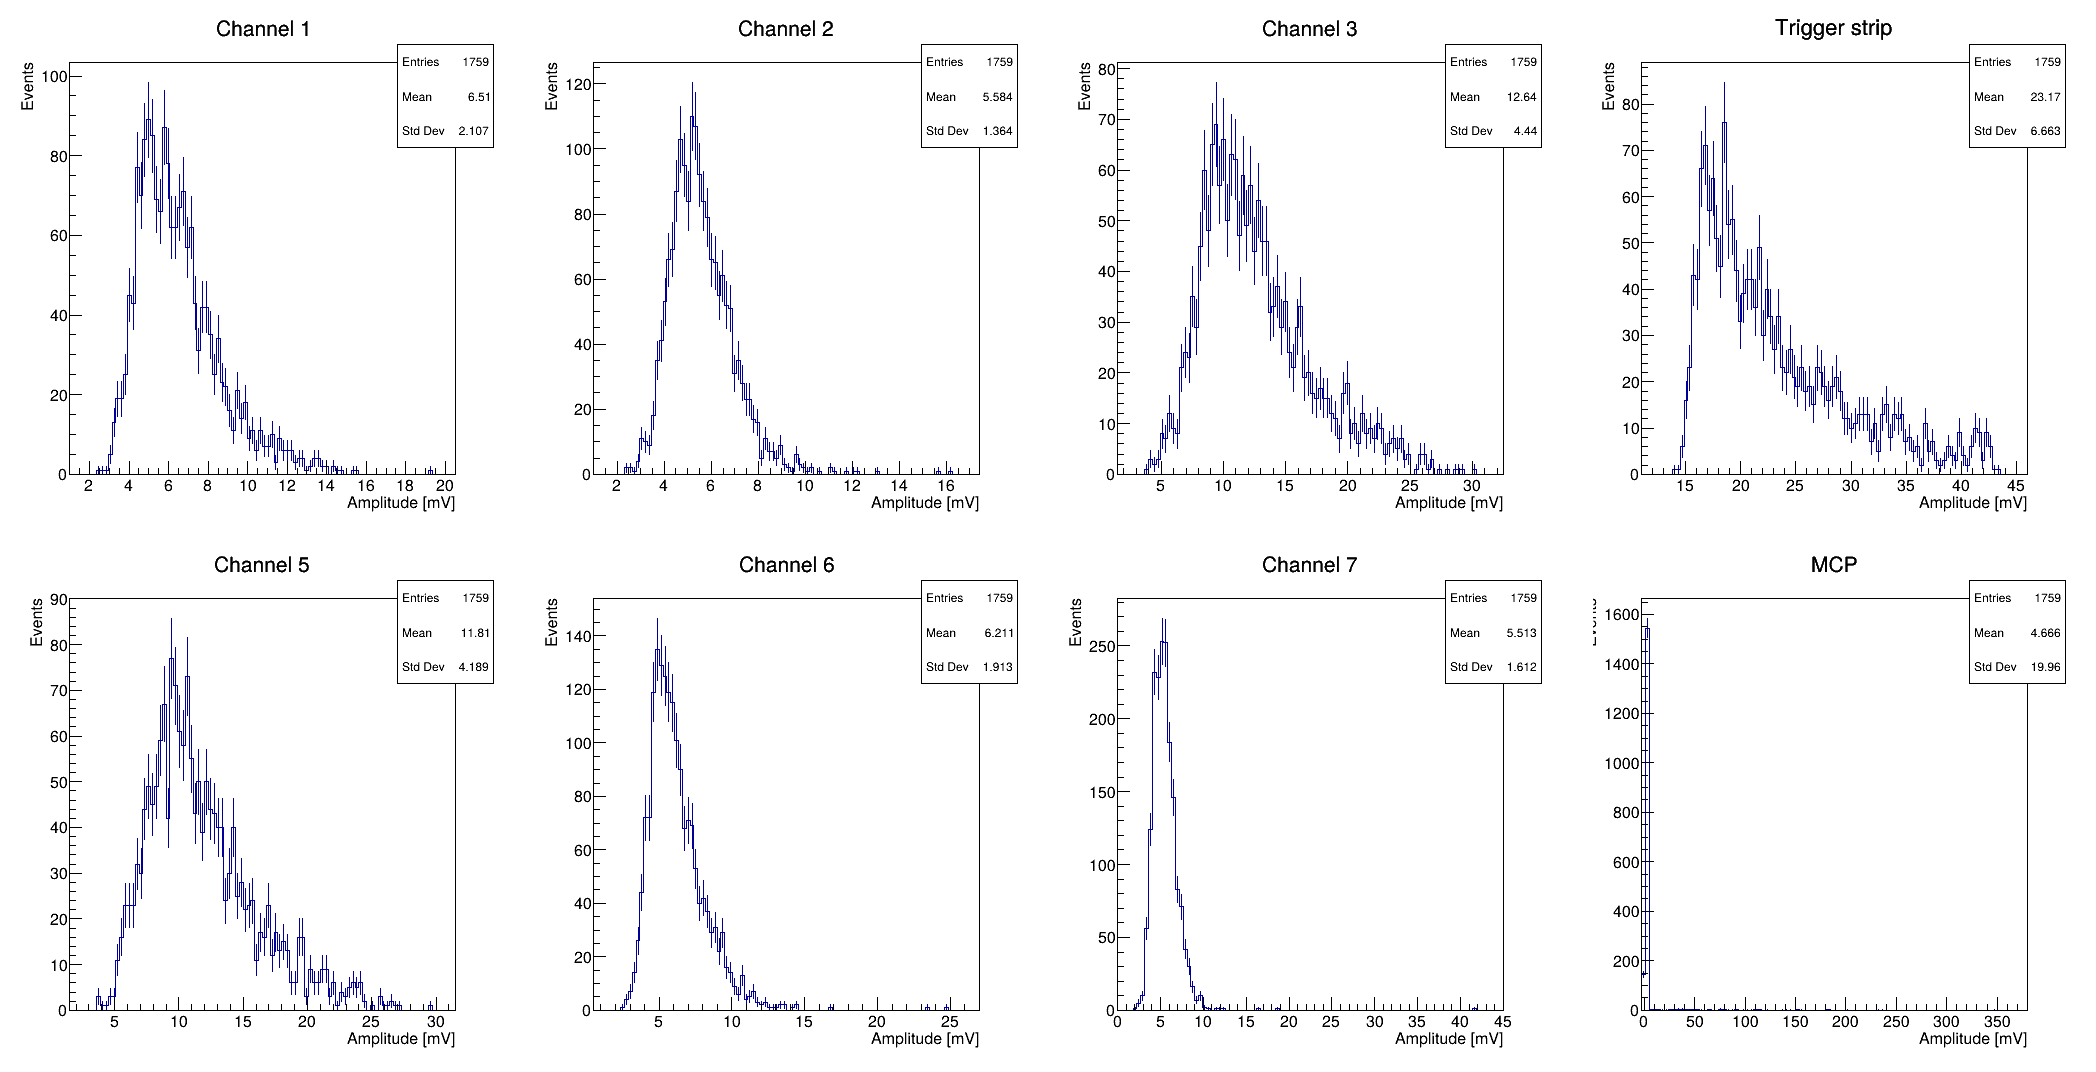 Channel 1
Events
Entries 1759
Mean 6.51
Std Dev 2.107
100
80
60
40
20
0
2 4 6 8 10 12 14 16 18 20
Amplitude [mV]
Channel 2
Events
Entries 1759
Mean 5.584
Std Dev 1.364
120
100
80
60
40
20
0
2 4 6 8 10 12 14 16
Amplitude [mV]
Channel 3
Events
Entries 1759
Mean 12.64
Std Dev 4.44
80
70
60
50
40
30
20
10
0
5 10 15 20 25 30
Amplitude [mV]
Trigger strip
Events
Entries 1759
Mean 23.17
Std Dev 6.663
80
70
60
50
40
30
20
10
0
15 20 25 30 35 40 45
Amplitude [mV]
Channel 5
Events
Entries 1759
Mean 11.81
Std Dev 4.189
90
80
70
60
50
40
30
20
10
0
5 10 15 20 25 30
Amplitude [mV]
Channel 6
Events
Entries 1759
Mean 6.211
Std Dev 1.913
140
120
100
80
60
40
20
0
5 10 15 20 25
Amplitude [mV]
Channel 7
Events
Entries 1759
Mean 5.513
Std Dev 1.612
250
200
150
100
50
0
0 5 10 15 20 25 30 35 40 45
Amplitude [mV]
MCP
Events
Entries 1759
Mean 4.666
Std Dev 19.96
1600
1400
1200
1000
800
600
400
200
0
0 50 100 150 200 250 300 350
Amplitude [mV]